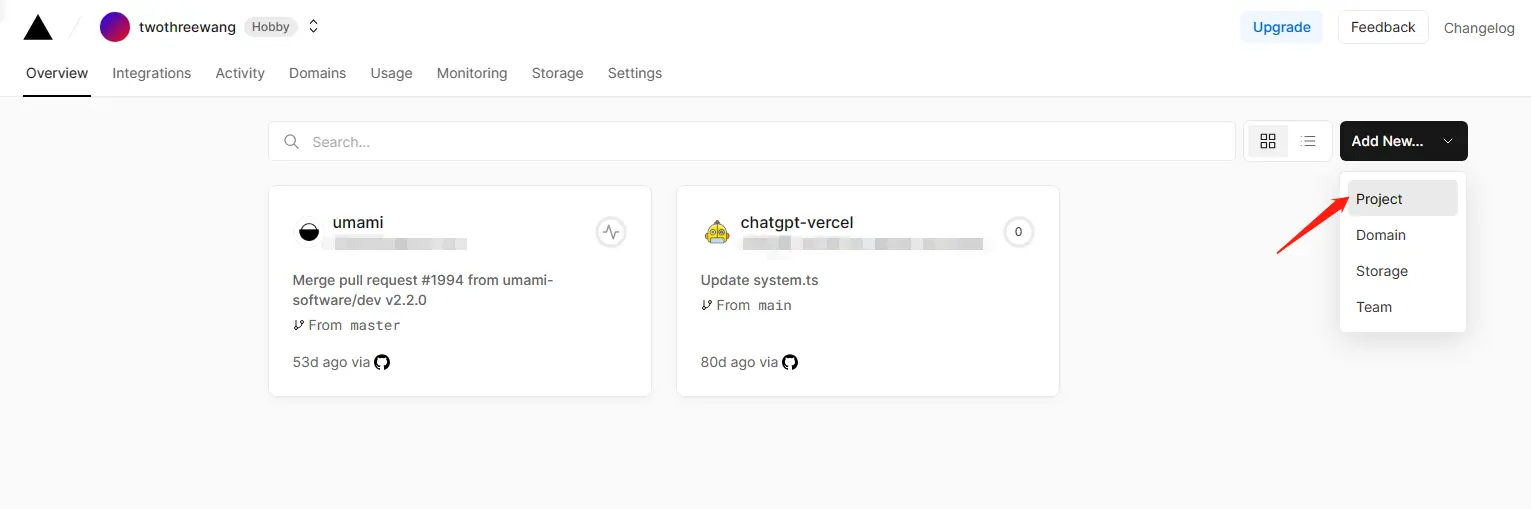 twothreewang Hobby
Upgrade Feedback Changelog
Overview Integrations Activity Domains Usage Monitoring Storage Settings
Search...
Add New...
Project
Domain
Storage
Team
umami
Merge pull request #1994 from umami-
software/dev v2.2.0
From master
53d ago via
chatgpt-vercel
0
Update system.ts
From main
80d ago via